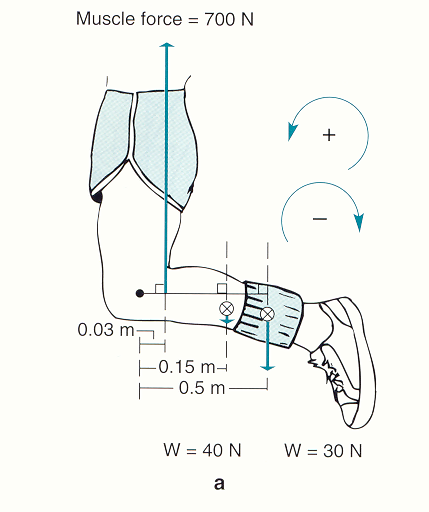 Muscle force = 700 N
+
−
0.03 m
0.15 m
0.5 m
W = 40 N W = 30 N
a